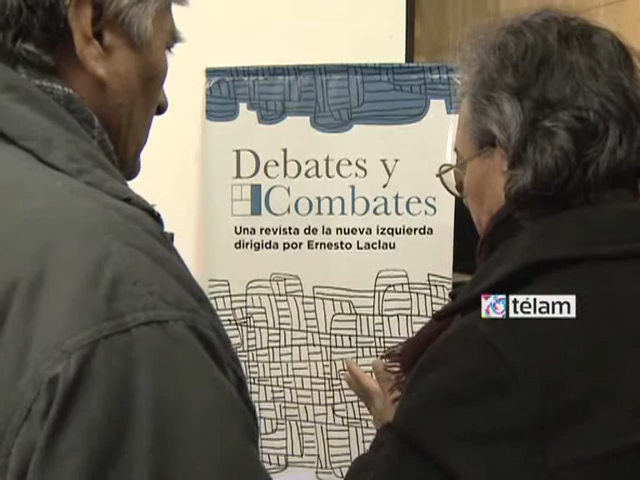 Debates y
Combates
Una revista de la nueva izquierda
dirigida por Ernesto Laclau
télam